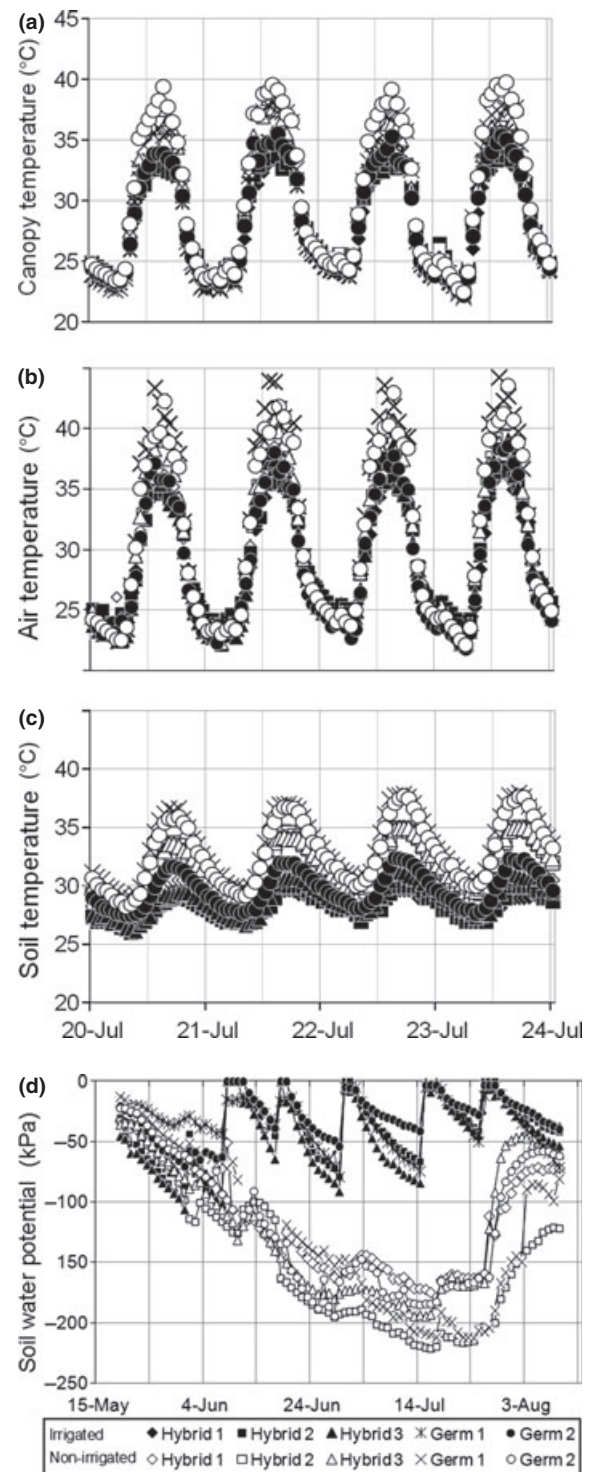 (a)
Canopy temperature (°C)
45
40
35
30
25
20
(b)
Air temperature (°C)
40
35
30
25
(c)
Soil temperature (°C)
40
35
30
25
20
20-Jul 21-Jul 22-Jul 23-Jul 24-Jul
(d)
Soil water potential (kPa)
0
–50
–100
–150
–200
–250
15-May 4-Jun 24-Jun 14-Jul 3-Aug
Irrigated Hybrid 1 Hybrid 2 Hybrid 3 Germ 1 Germ 2
Non-irrigated Hybrid 1 Hybrid 2 Hybrid 3 Germ 1 Germ 2